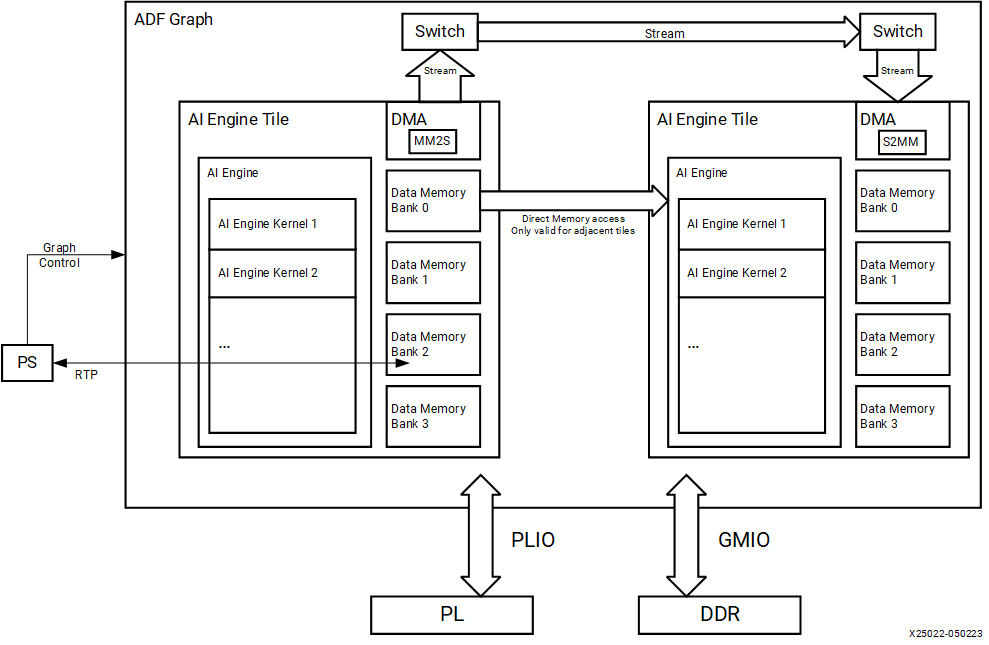 ADF Graph
Switch
Stream
Switch
Stream
Stream
AI Engine Tile
DMA
MM2S
AI Engine
AI Engine Kernel 1
AI Engine Kernel 2
...
Data Memory
Bank 0
Data Memory
Bank 1
Data Memory
Bank 2
Data Memory
Bank 3
Direct Memory access
Only valid for adjacent tiles
AI Engine Tile
DMA
S2MM
AI Engine
AI Engine Kernel 1
AI Engine Kernel 2
...
Data Memory
Bank 0
Data Memory
Bank 1
Data Memory
Bank 2
Data Memory
Bank 3
Graph
Control
PS
RTP
PLIO
GMIO
PL
DDR
X25022-050223